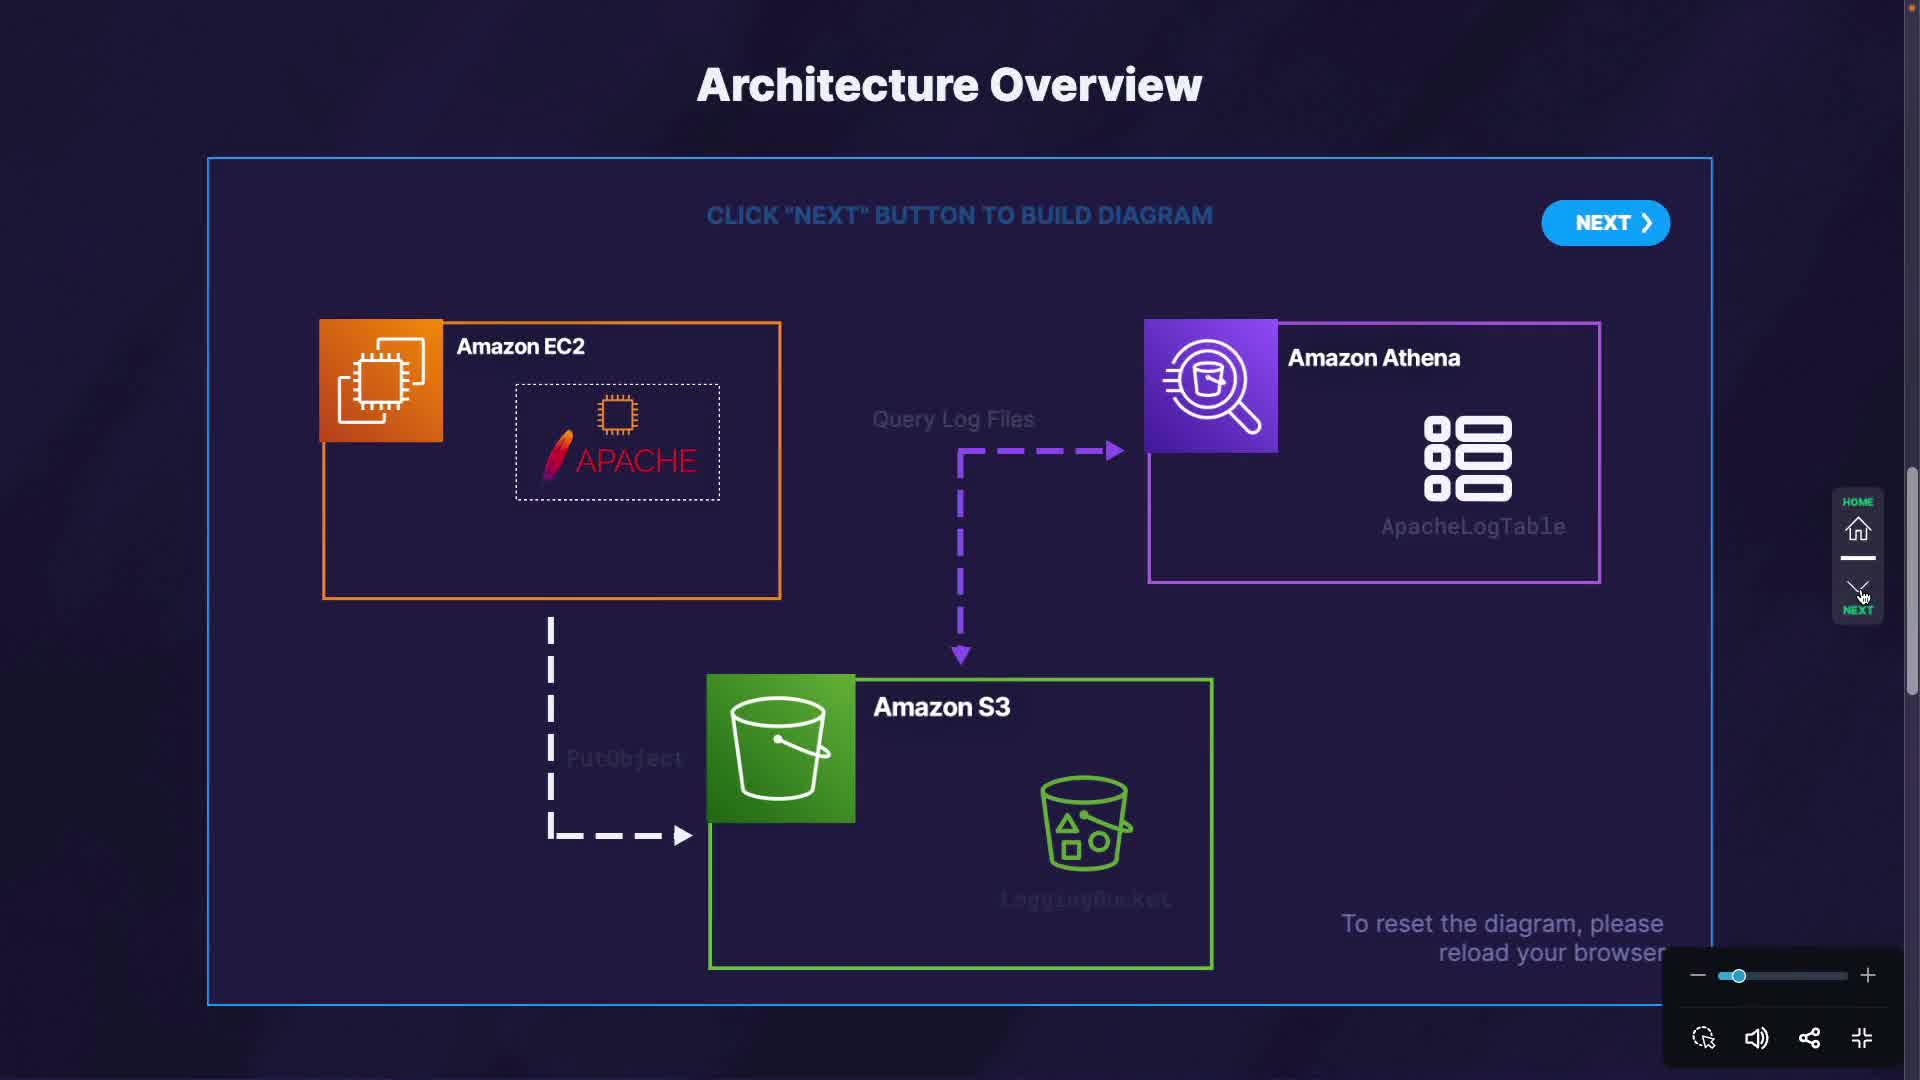 Architecture Overview
CLICK "NEXT" BUTTON TO BUILD DIAGRAM
NEXT
Amazon EC2
APACHE
Query Log Files
Amazon Athena
ApacheLogTable
HOME
NEXT
PutObject
Amazon S3
LoggingBucket
To reset the diagram, please
reload your browser